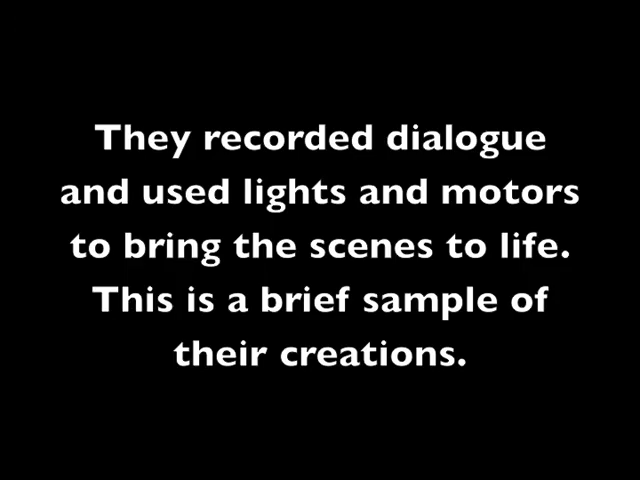 They recorded dialogue
and used lights and motors
to bring the scenes to life.
This is a brief sample of
their creations.